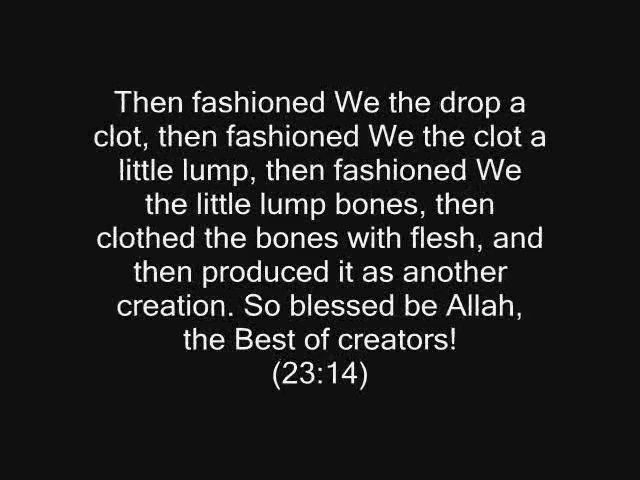 Then fashioned We the drop a
clot, then fashioned We the clot a
little lump, then fashioned We
the little lump bones, then
clothed the bones with flesh, and
then produced it as another
creation. So blessed be Allah,
the Best of creators!
(23:14)